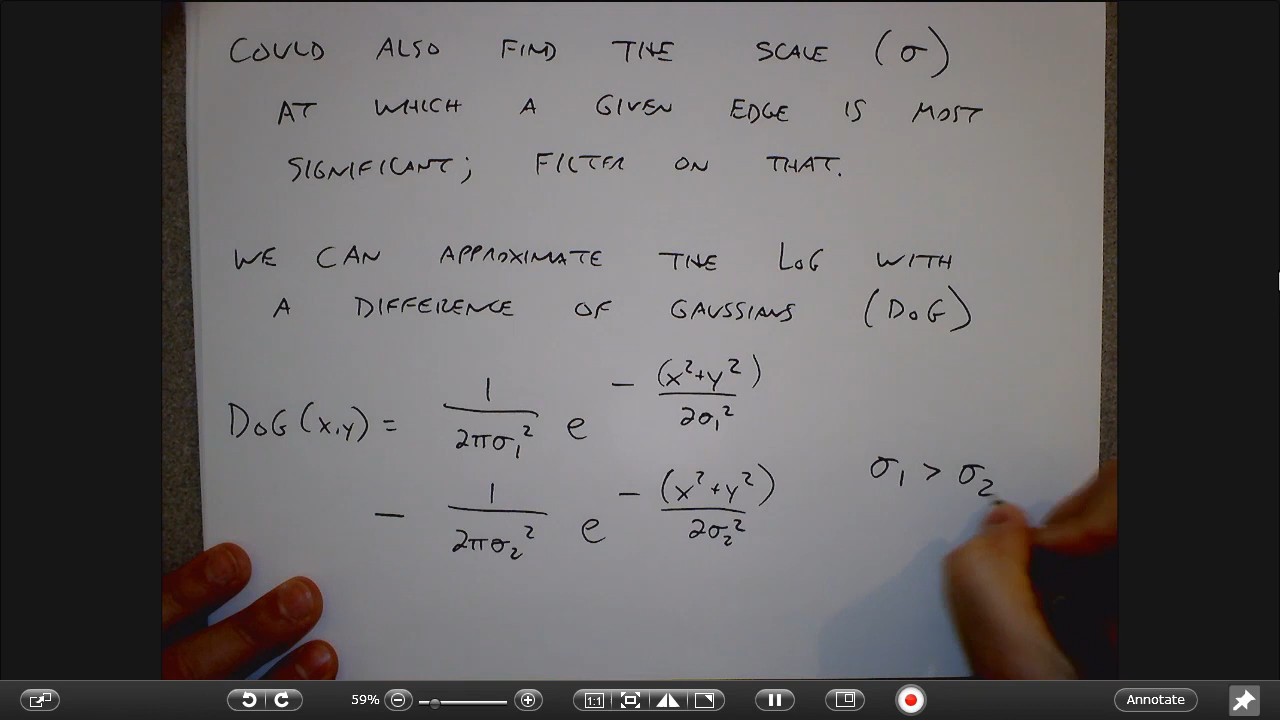 COULD ALSO FIND THE SCALE (σ)
AT WHICH A GIVEN EDGE IS MOST
SIGNIFICANT; FILTER ON THAT.
WE CAN APPROXIMATE THE LoG WITH
A DIFFERENCE OF GAUSSIANS (DoG)
DoG(x,y) = 1/(2πσ₁²) e^(-(x²+y²)/(2σ₁²))
- 1/(2πσ₂²) e^(-(x²+y²)/(2σ₂²))
σ₁ > σ₂
59%
1:1
Annotate